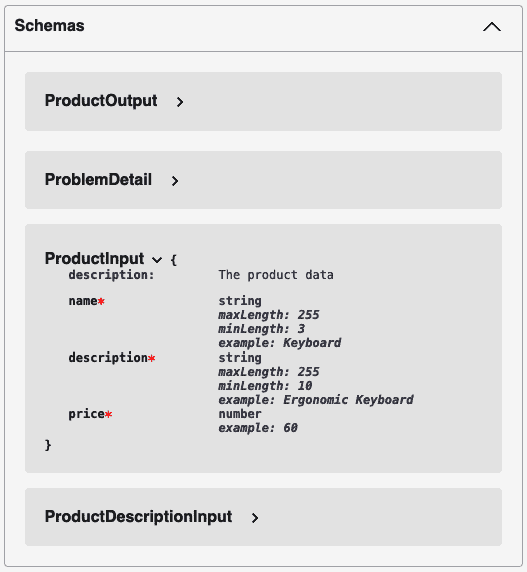 Schemas
ProductOutput
ProblemDetail
ProductInput {
description: The product data
name* string
maxLength: 255
minLength: 3
example: Keyboard
description* string
maxLength: 255
minLength: 10
example: Ergonomic Keyboard
price* number
example: 60
}
ProductDescriptionInput